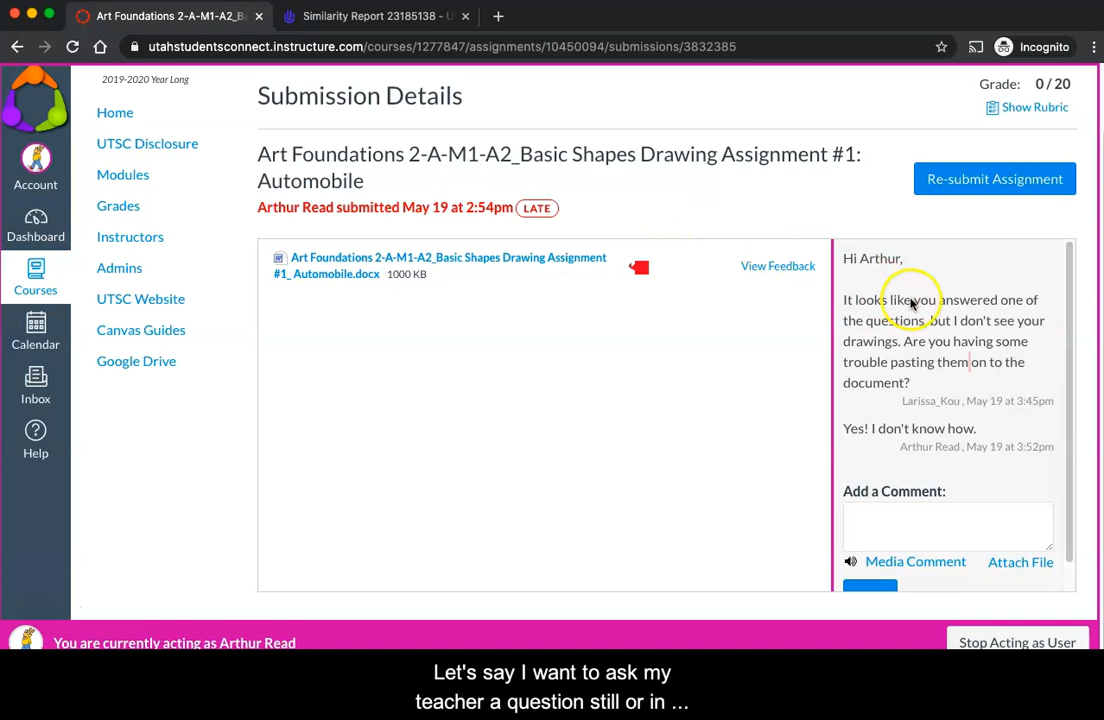 Art Foundations 2-A-M1-A2_Ba
Similarity Report 23185138 - U
utahstudentsconnect.instructure.com/courses/1277847/assignments/10450094/submissions/3832385
Incognito
2019-2020 Year Long
Home
UTSC Disclosure
Modules
Grades
Instructors
Admins
UTSC Website
Canvas Guides
Google Drive
Account
Dashboard
Courses
Calendar
Inbox
Help
Submission Details
Grade: 0 / 20
Show Rubric
Art Foundations 2-A-M1-A2_Basic Shapes Drawing Assignment #1:
Automobile
Re-submit Assignment
Arthur Read submitted May 19 at 2:54pm LATE
Art Foundations 2-A-M1-A2_Basic Shapes Drawing Assignment
#1_ Automobile.docx 1000 KB
View Feedback
Hi Arthur,
It looks like you answered one of
the questions, but I don't see your
drawings. Are you having some
trouble pasting them on to the
document?
Larissa_Kou , May 19 at 3:45pm
Yes! I don't know how.
Arthur Read , May 19 at 3:52pm
Add a Comment:
Media Comment
Attach File
You are currently acting as Arthur Read
Stop Acting as User
Let's say I want to ask my
teacher a question still or in ...